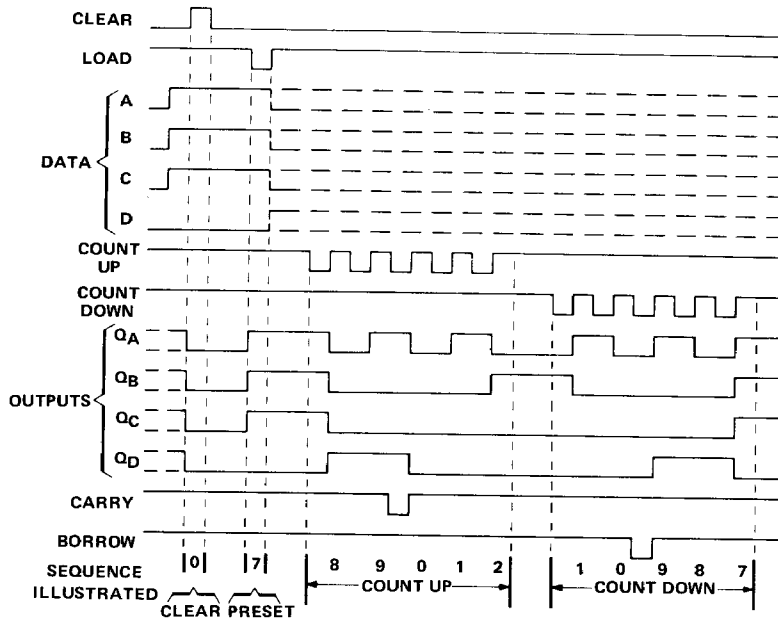 CLEAR
LOAD
A
B
DATA
C
D
COUNT
UP
COUNT
DOWN
QA
QB
OUTPUTS
QC
QD
CARRY
BORROW
SEQUENCE
ILLUSTRATED
0 7 8 9 0 1 2 1 0 9 8 7
COUNT UP COUNT DOWN
CLEAR PRESET